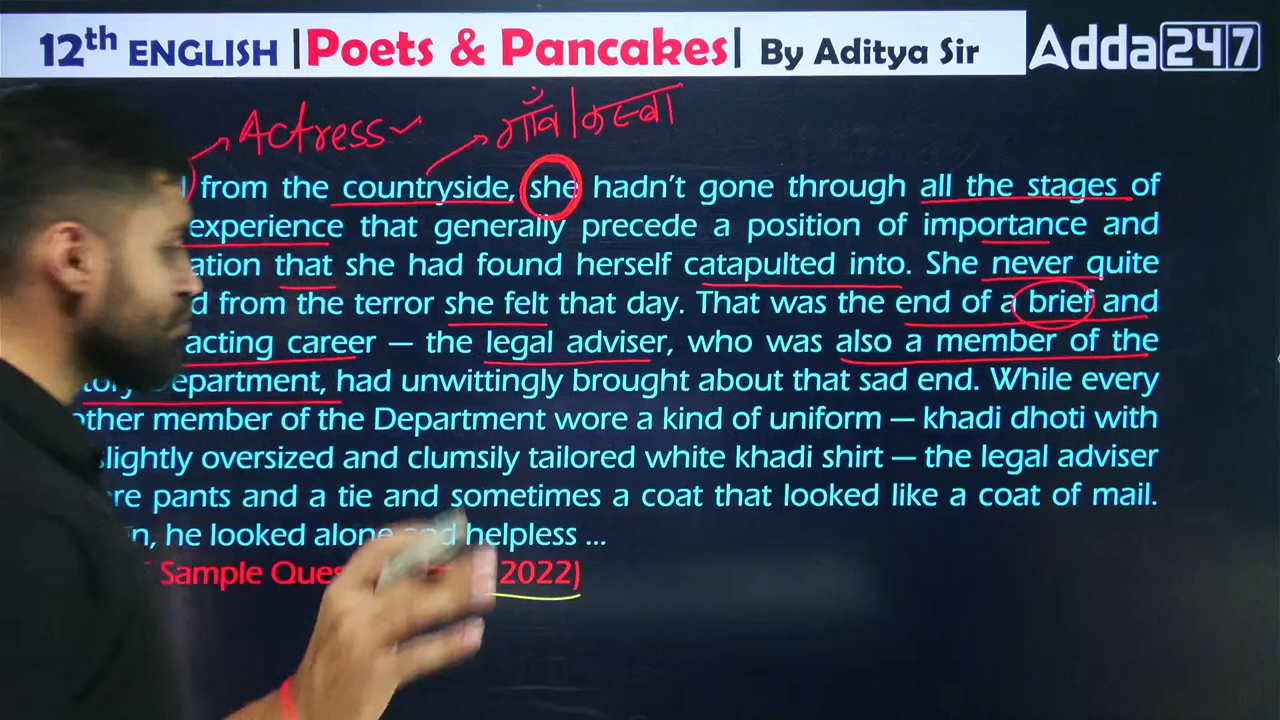 12th ENGLISH |Poets & Pancakes| By Aditya Sir
Adda247
Actress
गाँव/कस्बा
from the countryside, she hadn't gone through all the stages of
experience that generally precede a position of importance and
that she had found herself catapulted into. She never quite
from the terror she felt that day. That was the end of a brief and
acting career — the legal adviser, who was also a member of the
Department, had unwittingly brought about that sad end. While every
other member of the Department wore a kind of uniform — khadi dhoti with
slightly oversized and clumsily tailored white khadi shirt — the legal adviser
pants and a tie and sometimes a coat that looked like a coat of mail.
he looked alone and helpless ...
Sample 2022)